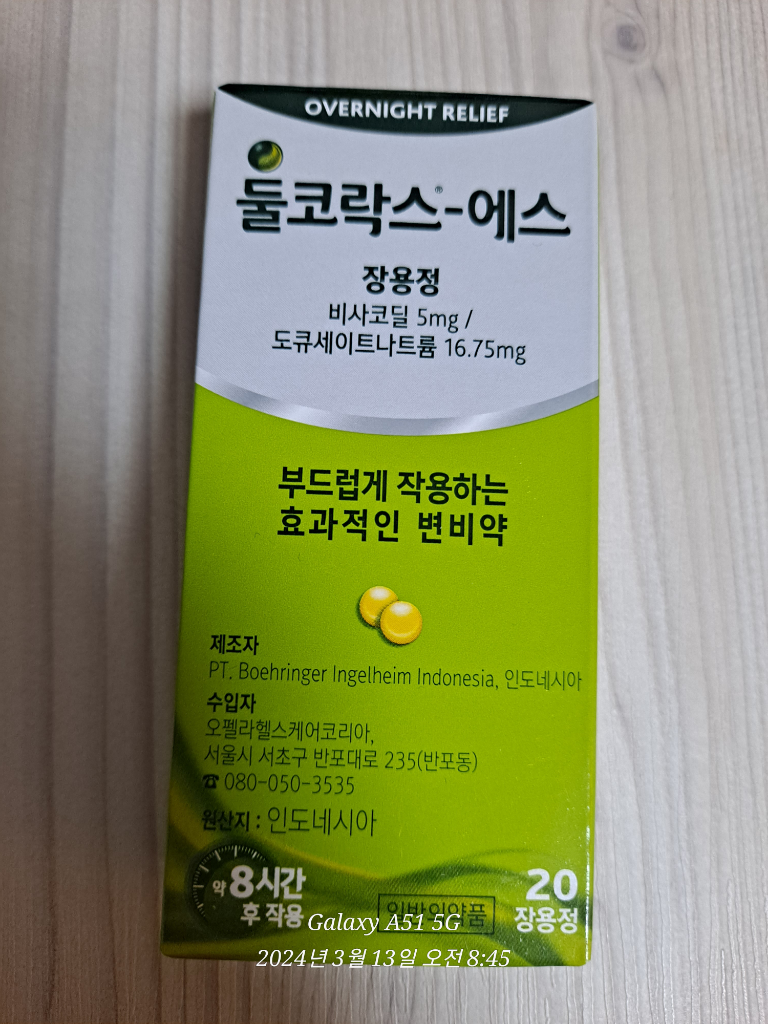 OVERNIGHT RELIEF
둘코락스®-에스
장용정
비사코딜 5mg /
도큐세이트나트륨 16.75mg
부드럽게 작용하는
효과적인 변비약
제조자
PT. Boehringer Ingelheim Indonesia, 인도네시아
수입자
오펠라헬스케어코리아,
서울시 서초구 반포대로 235(반포동)
☎ 080-050-3535
원산지 : 인도네시아
약 8시간
후 작용
일반의약품
20
장용정
Galaxy A51 5G
2024년 3월 13일 오전 8:45